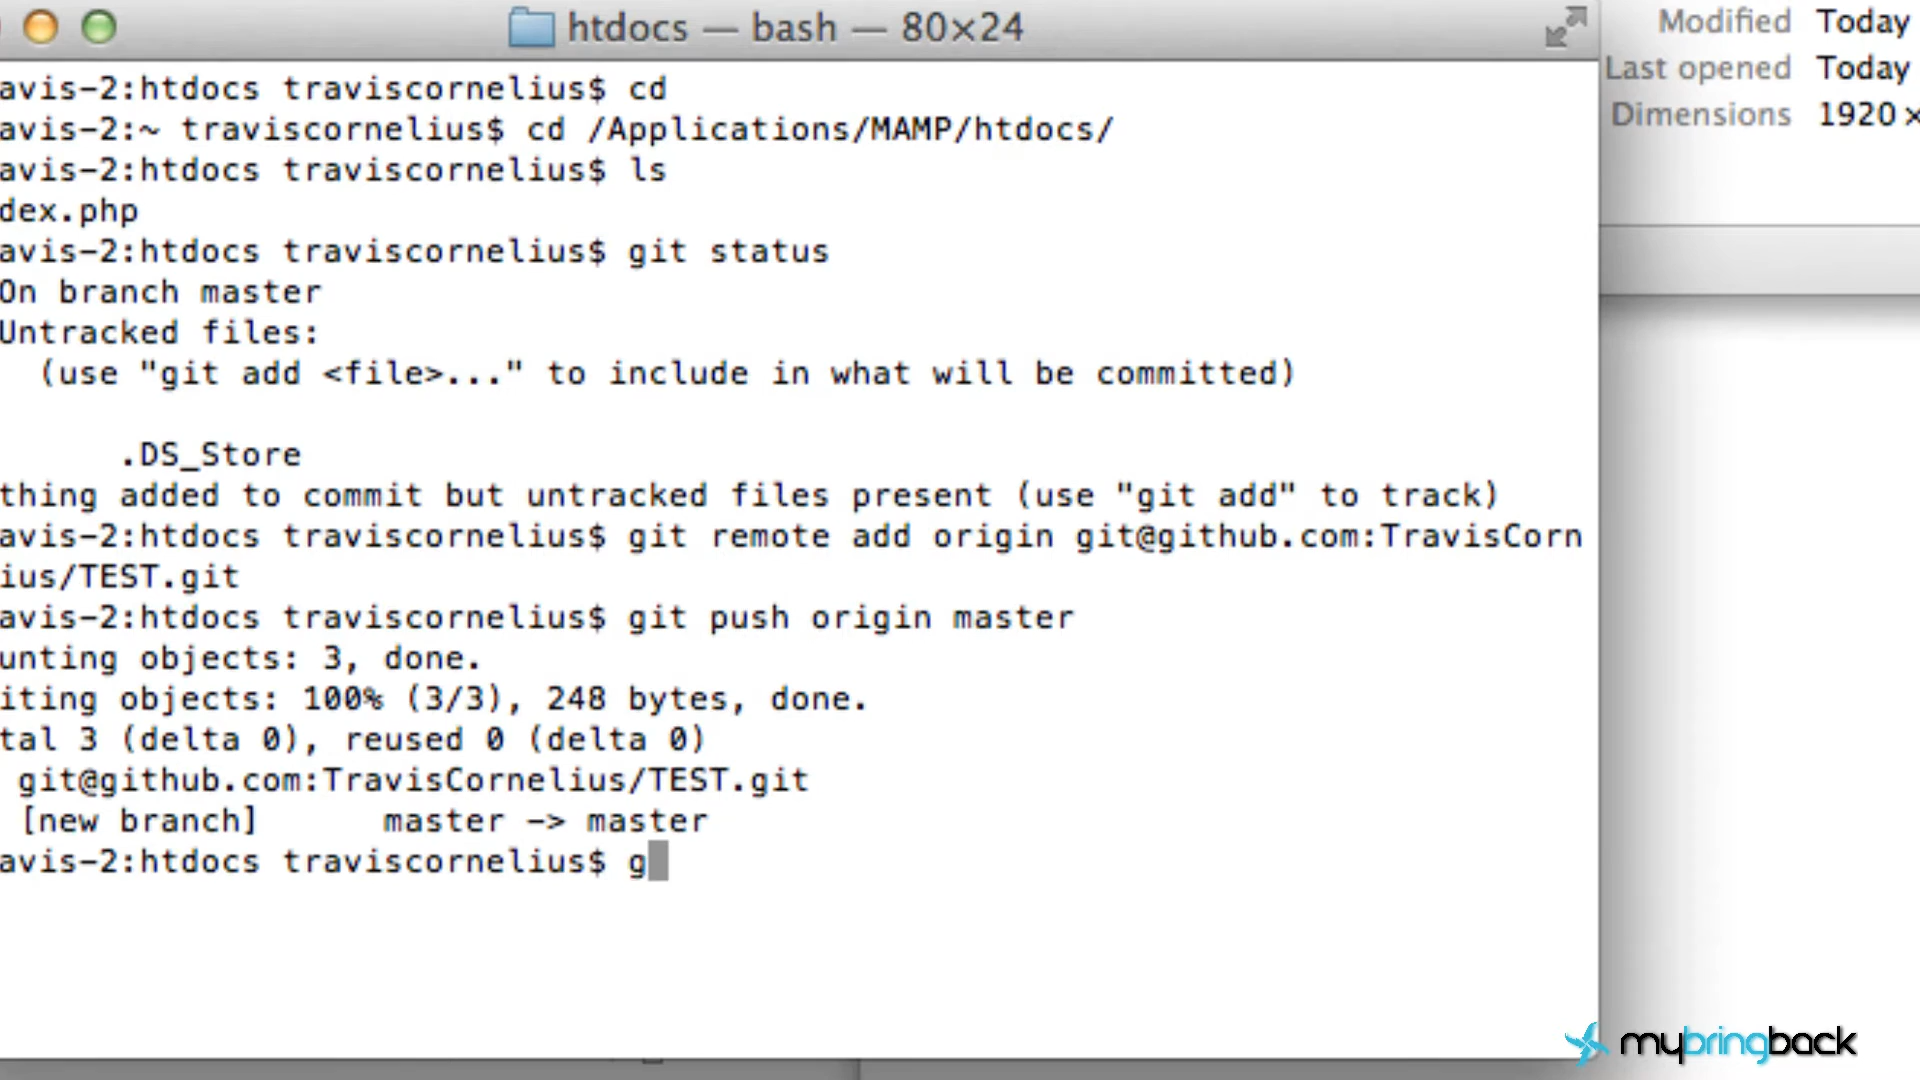 htdocs — bash — 80×24
avis-2:htdocs traviscornelius$ cd
avis-2:~ traviscornelius$ cd /Applications/MAMP/htdocs/
avis-2:htdocs traviscornelius$ ls
dex.php
avis-2:htdocs traviscornelius$ git status
On branch master
Untracked files:
(use "git add <file>..." to include in what will be committed)
.DS_Store
thing added to commit but untracked files present (use "git add" to track)
avis-2:htdocs traviscornelius$ git remote add origin git@github.com:TravisCorn
ius/TEST.git
avis-2:htdocs traviscornelius$ git push origin master
unting objects: 3, done.
iting objects: 100% (3/3), 248 bytes, done.
tal 3 (delta 0), reused 0 (delta 0)
git@github.com:TravisCornelius/TEST.git
[new branch] master -> master
avis-2:htdocs traviscornelius$ g
Modified Today
Last opened Today
Dimensions 1920 ×
mybringback